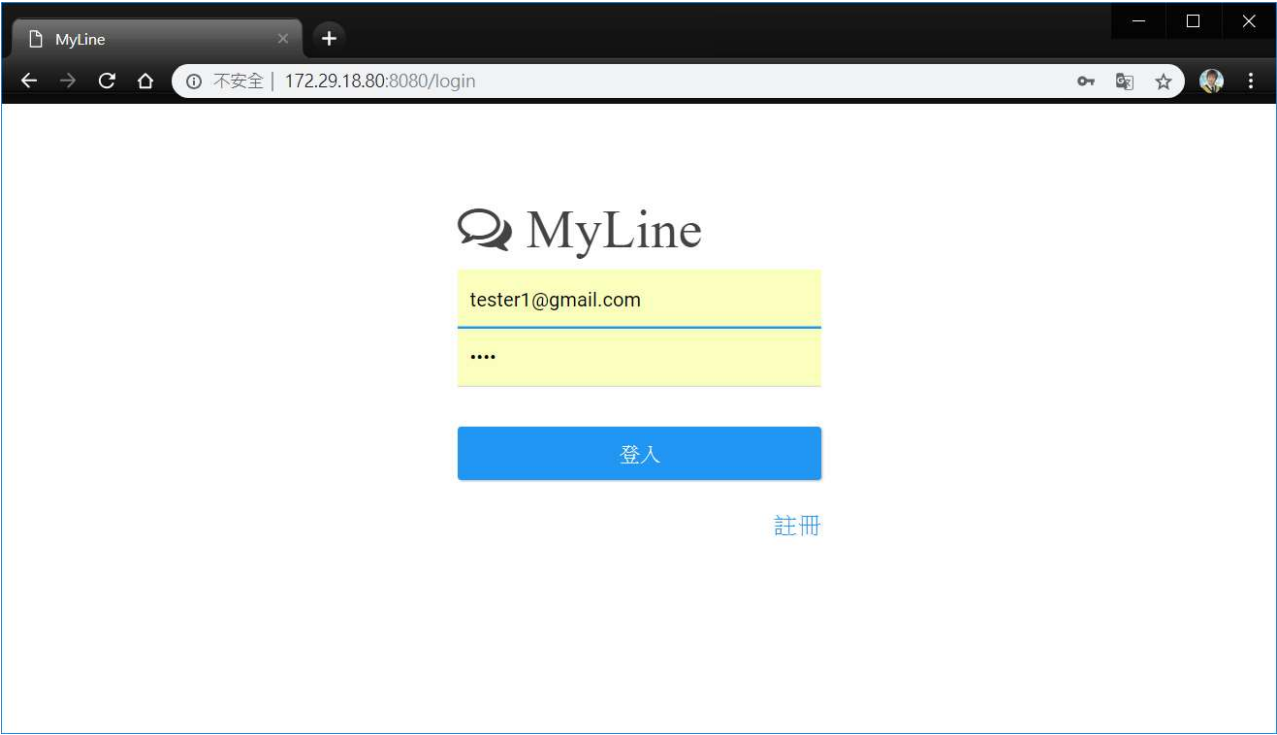 MyLine
不安全 | 172.29.18.80:8080/login
MyLine
tester1@gmail.com
••••
登入
註冊